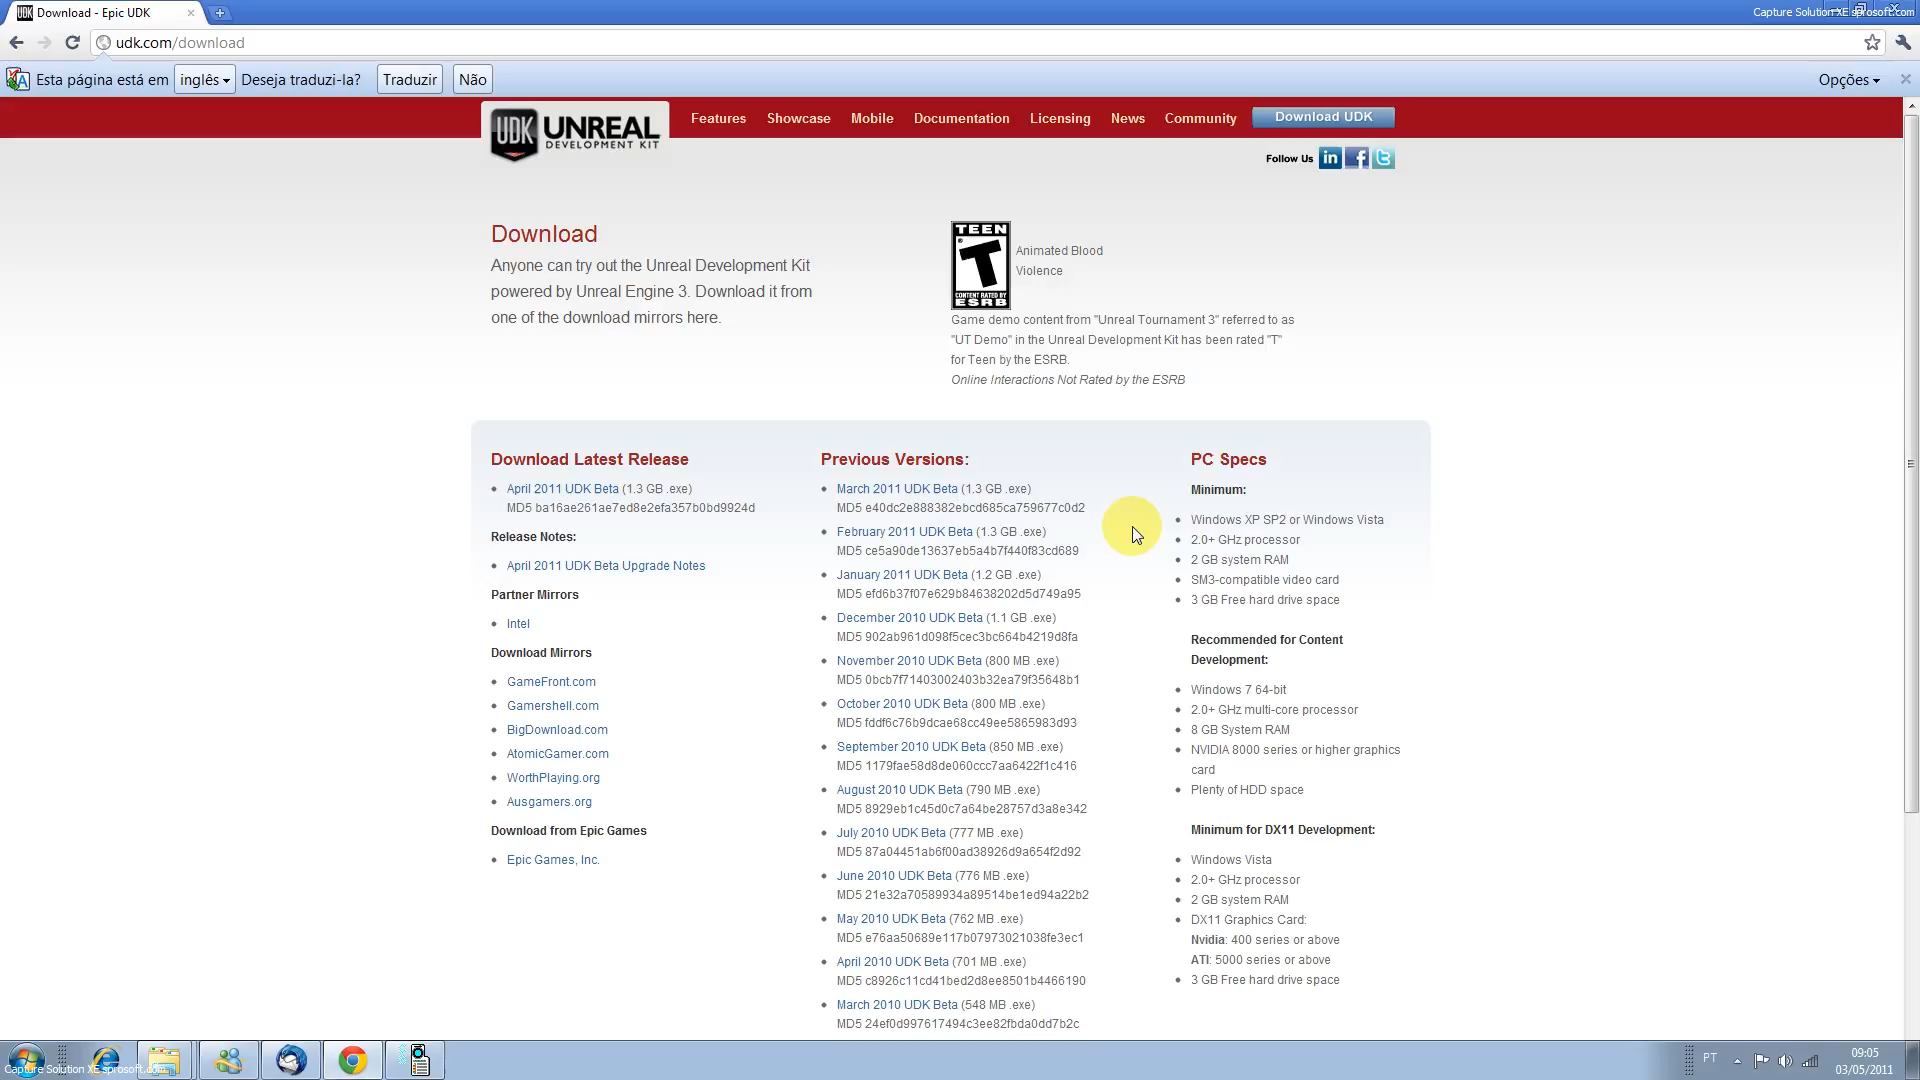 Download - Epic UDK
Capture Solution XE sprosoft.com
udk.com/download
Esta página está em inglês Deseja traduzi-la? Traduzir Não Opções
UDK UNREAL
DEVELOPMENT KIT
Features Showcase Mobile Documentation Licensing News Community Download UDK
Follow Us
Download
Anyone can try out the Unreal Development Kit
powered by Unreal Engine 3. Download it from
one of the download mirrors here.
TEEN
T
CONTENT RATED BY
ESRB
Animated Blood
Violence
Game demo content from "Unreal Tournament 3" referred to as
"UT Demo" in the Unreal Development Kit has been rated "T"
for Teen by the ESRB.
Online Interactions Not Rated by the ESRB
Download Latest Release
April 2011 UDK Beta (1.3 GB .exe)
MD5 ba16ae261ae7ed8e2efa357b0bd9924d
Release Notes:
April 2011 UDK Beta Upgrade Notes
Partner Mirrors
Intel
Download Mirrors
GameFront.com
Gamershell.com
BigDownload.com
AtomicGamer.com
WorthPlaying.org
Ausgamers.org
Download from Epic Games
Epic Games, Inc.
Previous Versions:
March 2011 UDK Beta (1.3 GB .exe)
MD5 e40dc2e888382ebcd685ca759677c0d2
February 2011 UDK Beta (1.3 GB .exe)
MD5 ce5a90de13637eb5a4b7f440f83cd689
January 2011 UDK Beta (1.2 GB .exe)
MD5 efd6b37f07e629b84638202d5d749a95
December 2010 UDK Beta (1.1 GB .exe)
MD5 902ab961d098f5cec3bc664b4219d8fa
November 2010 UDK Beta (800 MB .exe)
MD5 0bcb7f71403002403b32ea79f35648b1
October 2010 UDK Beta (800 MB .exe)
MD5 fddf6c76b9dcae68cc49ee5865983d93
September 2010 UDK Beta (850 MB .exe)
MD5 1179fae58d8de060ccc7aa6422f1c416
August 2010 UDK Beta (790 MB .exe)
MD5 8929eb1c45d0c7a64be28757d3a8e342
July 2010 UDK Beta (777 MB .exe)
MD5 87a04451ab6f00ad38926d9a654f2d92
June 2010 UDK Beta (776 MB .exe)
MD5 21e32a70589934a89514be1ed94a22b2
May 2010 UDK Beta (762 MB .exe)
MD5 e76aa50689e117b07973021038fe3ec1
April 2010 UDK Beta (701 MB .exe)
MD5 c8926c11cd41bed2d8ee8501b4466190
March 2010 UDK Beta (548 MB .exe)
MD5 24ef0d997617494c3ee82fbda0dd7b2c
PC Specs
Minimum:
Windows XP SP2 or Windows Vista
2.0+ GHz processor
2 GB system RAM
SM3-compatible video card
3 GB Free hard drive space
Recommended for Content
Development:
Windows 7 64-bit
2.0+ GHz multi-core processor
8 GB System RAM
NVIDIA 8000 series or higher graphics
card
Plenty of HDD space
Minimum for DX11 Development:
Windows Vista
2.0+ GHz processor
2 GB system RAM
DX11 Graphics Card:
Nvidia: 400 series or above
ATI: 5000 series or above
3 GB Free hard drive space
Capture Solution XE sprosoft.com
PT
09:05
03/05/2011